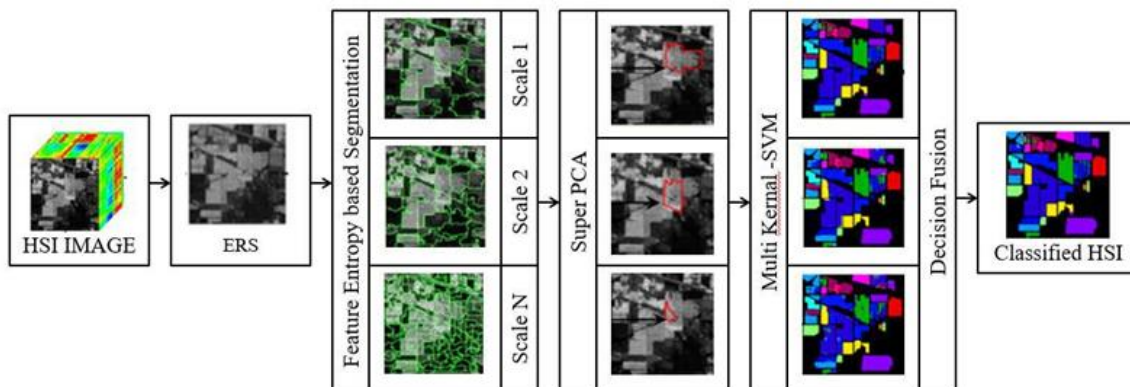 HSI IMAGE
ERS
Feature Entropy based Segmentation
Scale 1
Scale 2
Scale N
Super PCA
Multi Kernal -SVM
Decision Fusion
Classified HSI